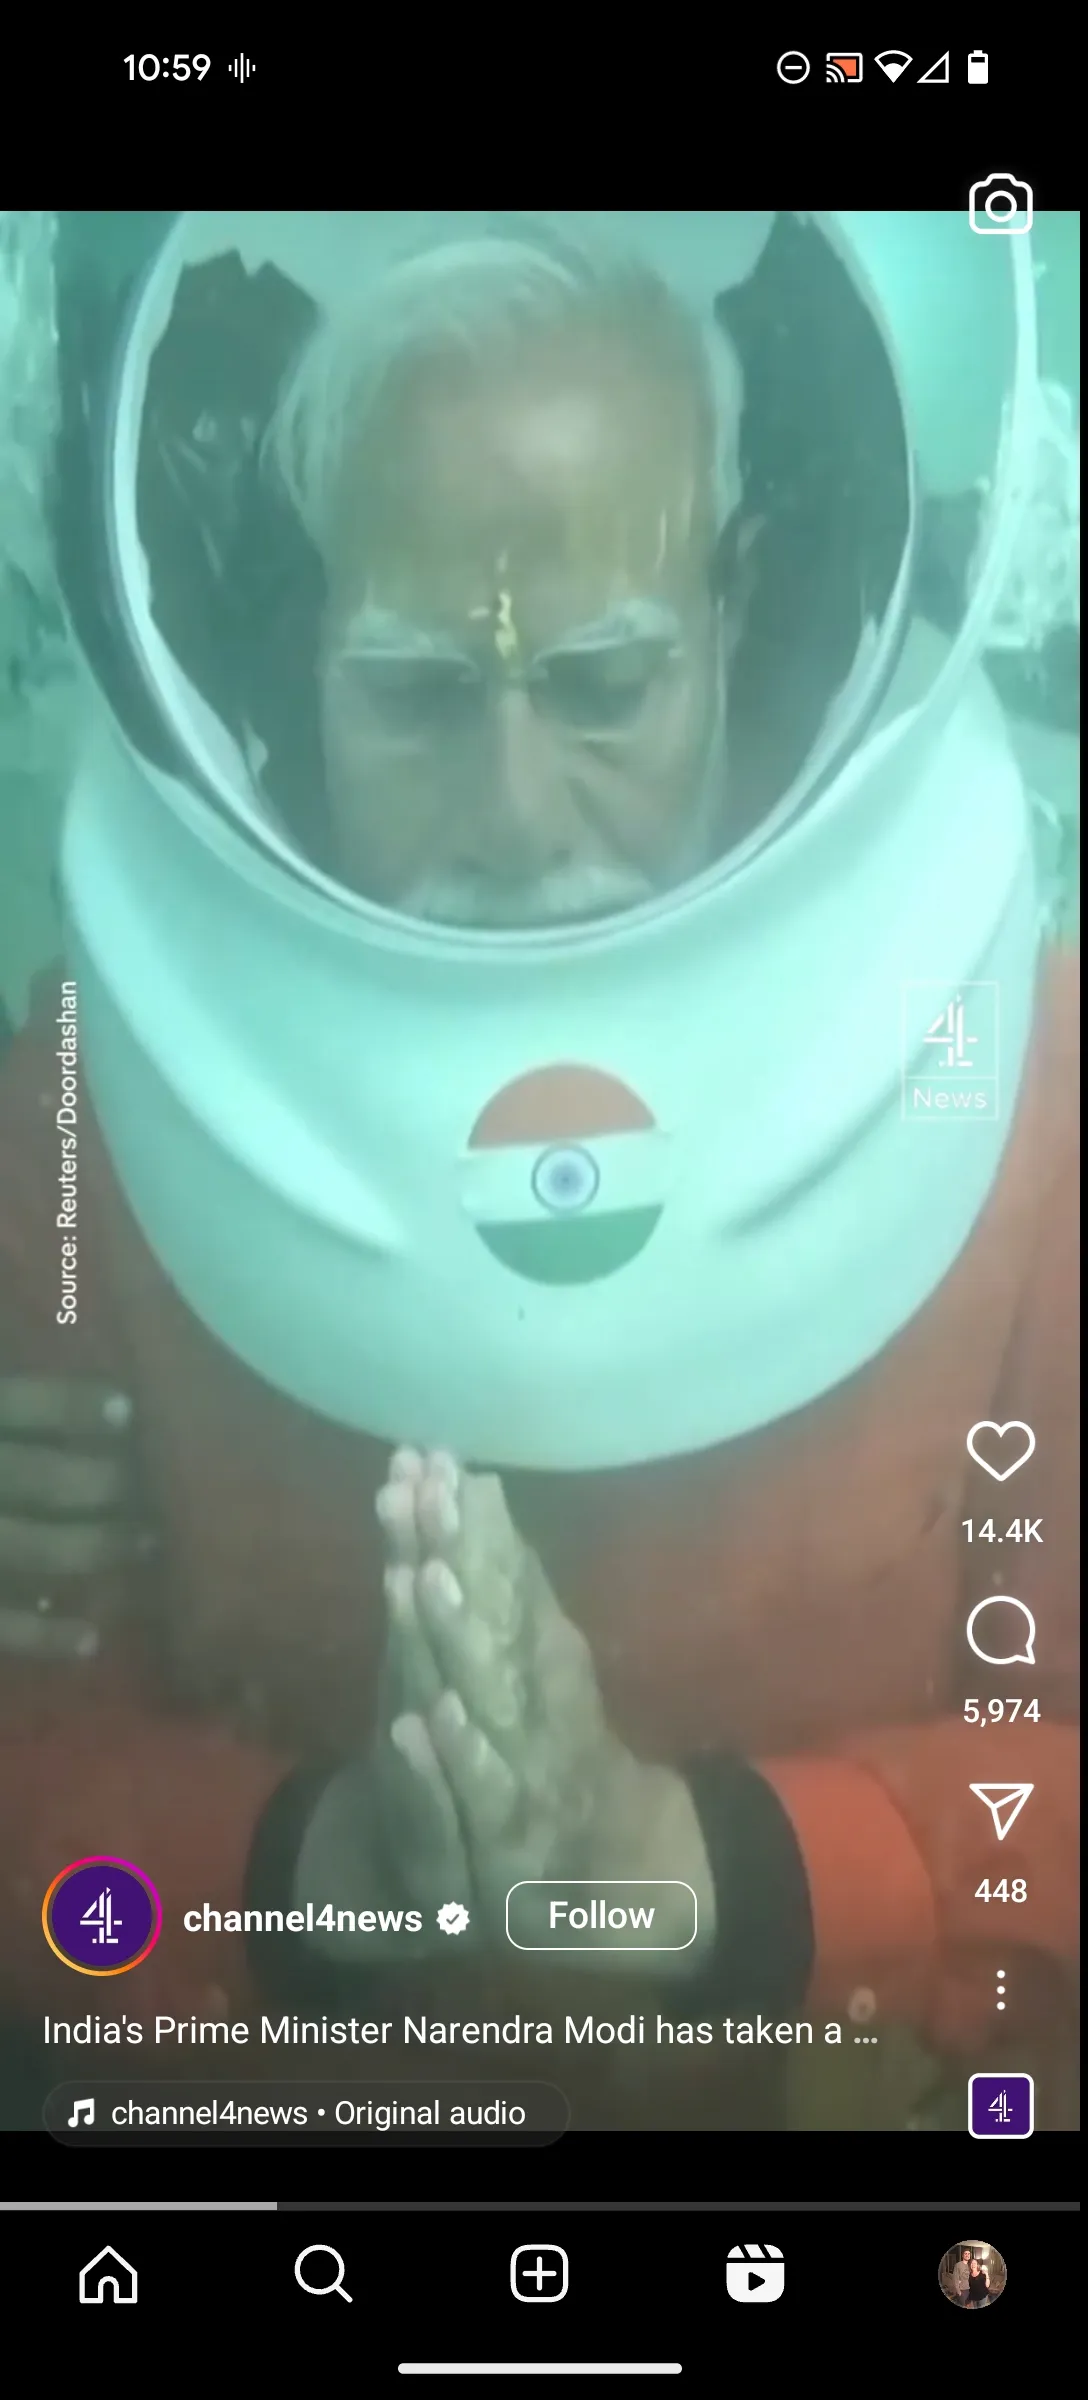 10:59
Source: Reuters/Doordashan
4
News
14.4K
5,974
448
channel4news
Follow
India's Prime Minister Narendra Modi has taken a ...
channel4news • Original audio